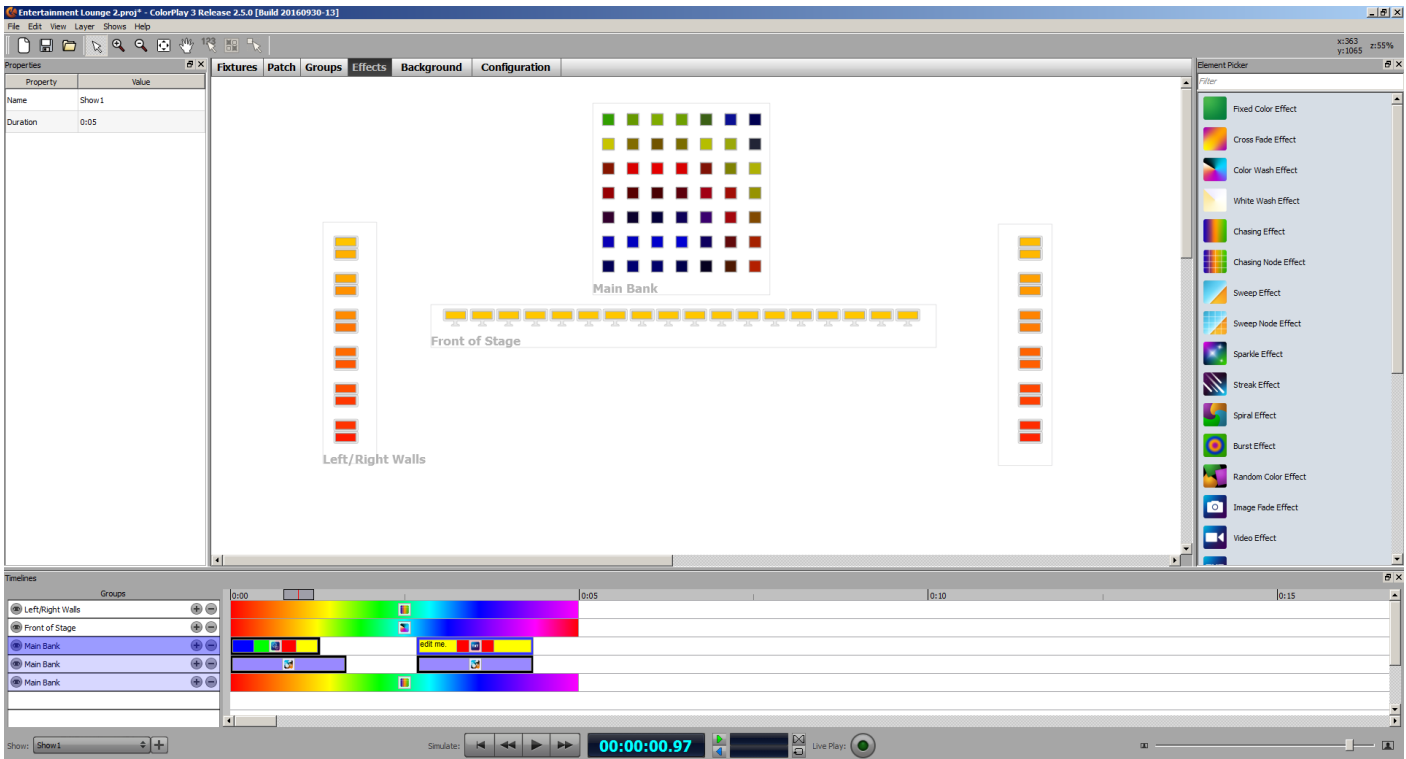 Entertainment Lounge 2.proj* - ColorPlay 3 Release 2.5.0 [Build 20160930-13]
File Edit View Layer Shows Help
123
x:363
y:1065
z:55%
Properties
Property Value
Name Show1
Duration 0:05
Fixtures Patch Groups Effects Background Configuration
Main Bank
Front of Stage
Left/Right Walls
Element Picker
Filter
Fixed Color Effect
Cross Fade Effect
Color Wash Effect
White Wash Effect
Chasing Effect
Chasing Node Effect
Sweep Effect
Sweep Node Effect
Sparkle Effect
Streak Effect
Spiral Effect
Burst Effect
Random Color Effect
Image Fade Effect
Video Effect
Timelines
Groups 0:00 0:05 0:10 0:15
Left/Right Walls
Front of Stage
Main Bank edit me.
Main Bank
Main Bank
Show: Show1 Simulate: 00:00:00.97 Live Play: